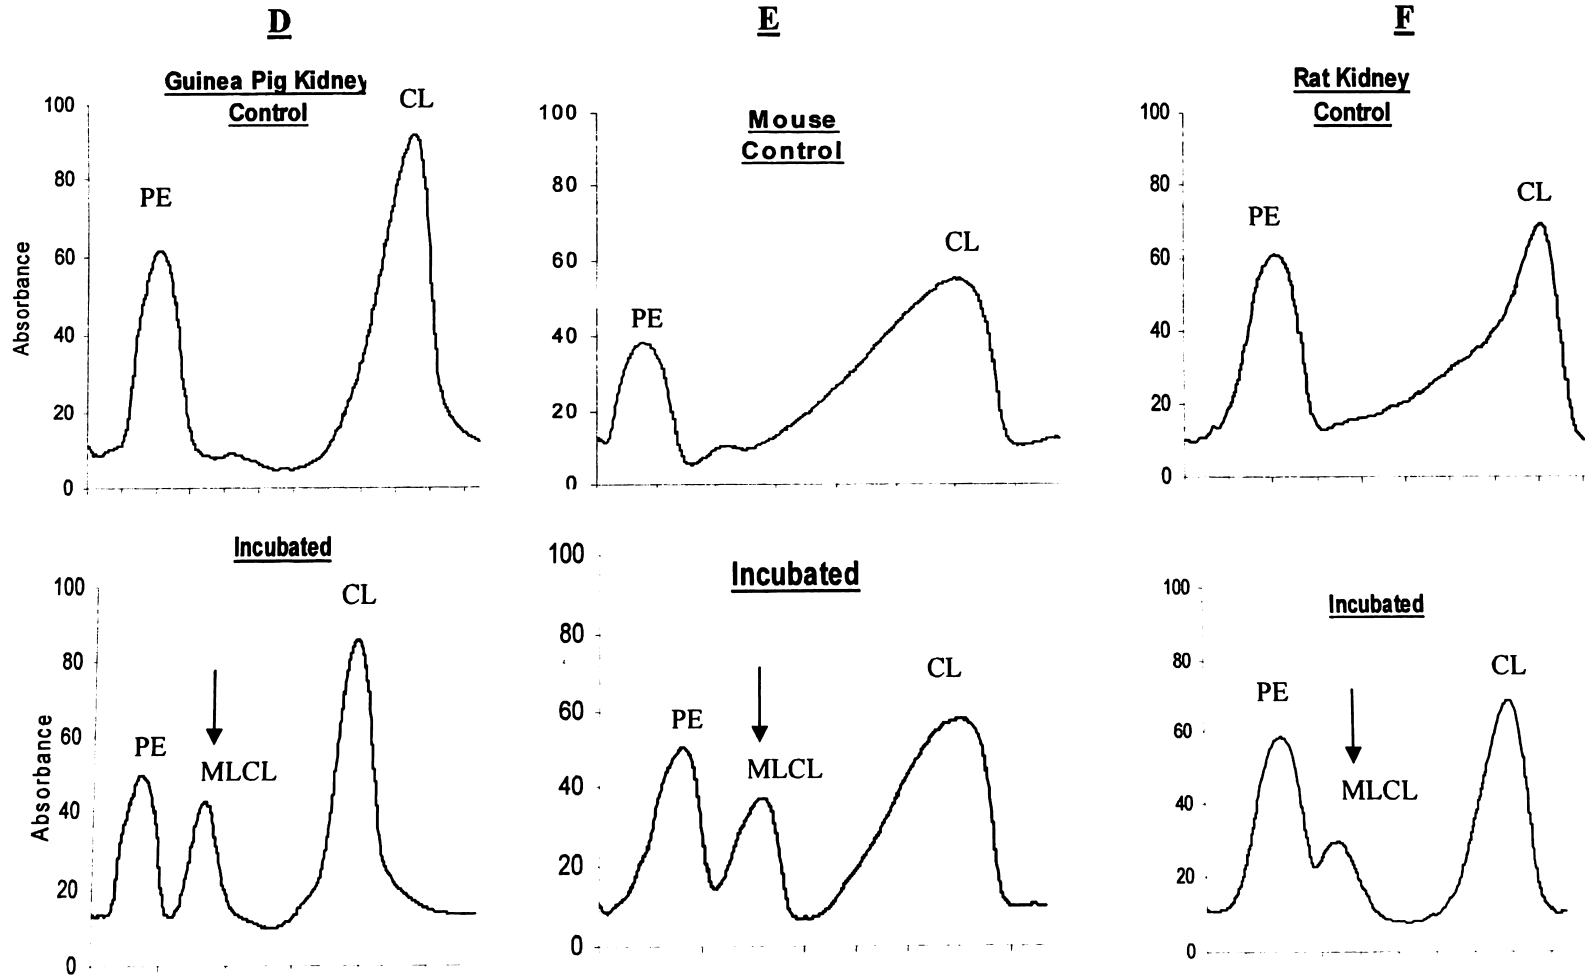 D
E
F
Guinea Pig Kidney
Control
CL
100
80
60
40
20
0
PE
Absorbance
Mouse
Control
100
80
60
40
20
0
PE
CL
Rat Kidney
Control
100
80
60
40
20
0
PE
CL
Incubated
100
80
60
40
20
0
PE
MLCL
CL
Absorbance
Incubated
100
80
60
40
20
0
PE
MLCL
CL
Incubated
100
80
60
40
20
0
PE
MLCL
CL